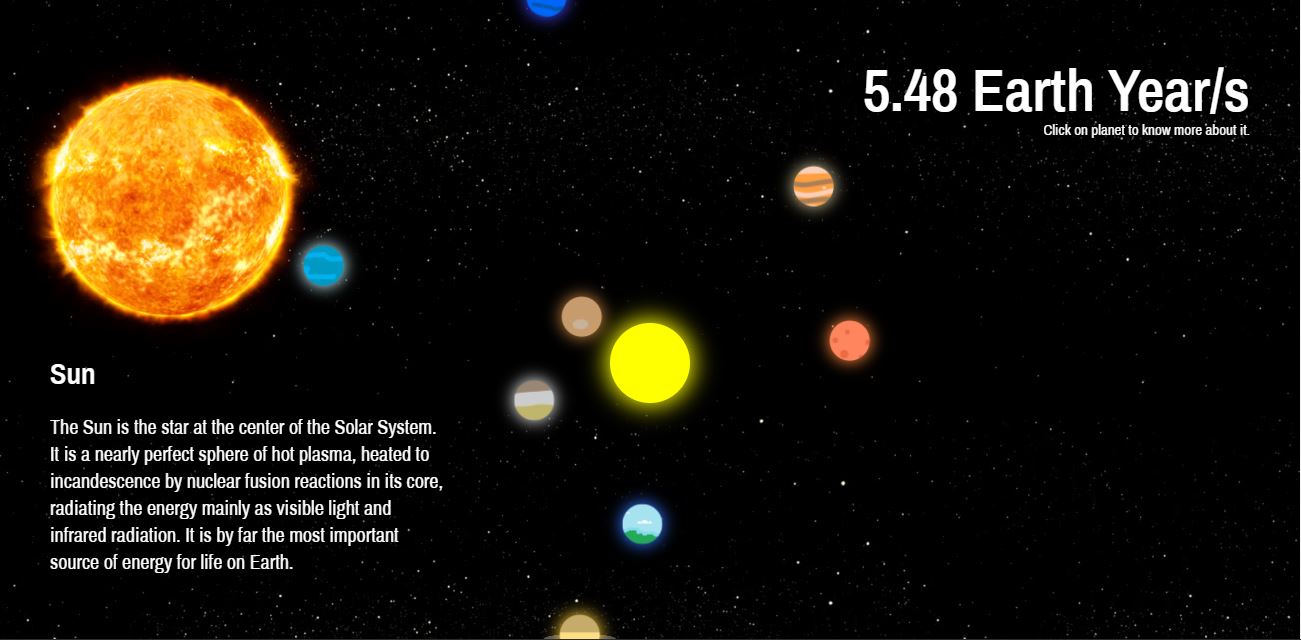 5.48 Earth Year/s
Click on planet to know more about it.
Sun
The Sun is the star at the center of the Solar System.
It is a nearly perfect sphere of hot plasma, heated to
incandescence by nuclear fusion reactions in its core,
radiating the energy mainly as visible light and
infrared radiation. It is by far the most important
source of energy for life on Earth.